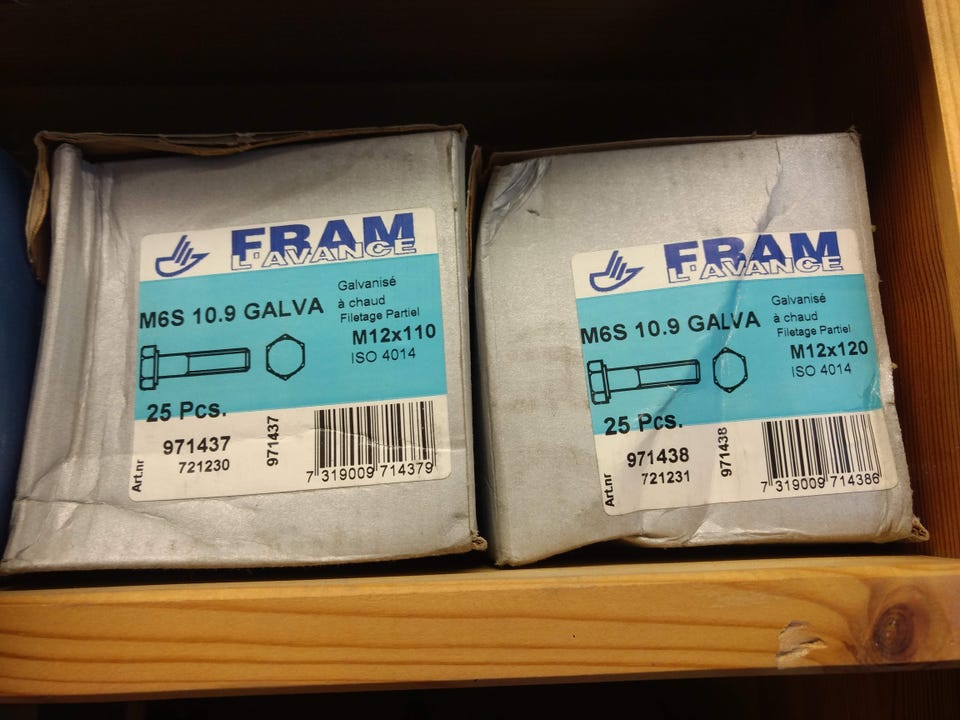 FRAM
L'AVANCE
M6S 10.9 GALVA
Galvanisé
à chaud
Filetage Partiel
M12x110
ISO 4014
25 Pcs.
Art.nr
971437
721230
971437
7 319009 714379
FRAM
L'AVANCE
M6S 10.9 GALVA
Galvanisé
à chaud
Filetage Partiel
M12x120
ISO 4014
25 Pcs.
Art.nr
971438
721231
971438
7 319009 714386